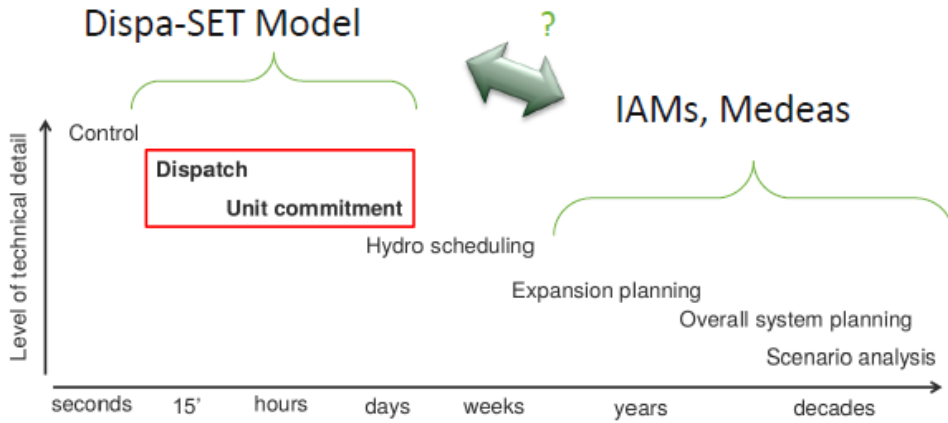 Dispa-SET Model
?
IAMs, Medeas
Level of technical detail
Control
Dispatch
Unit commitment
Hydro scheduling
Expansion planning
Overall system planning
Scenario analysis
seconds 15' hours days weeks years decades